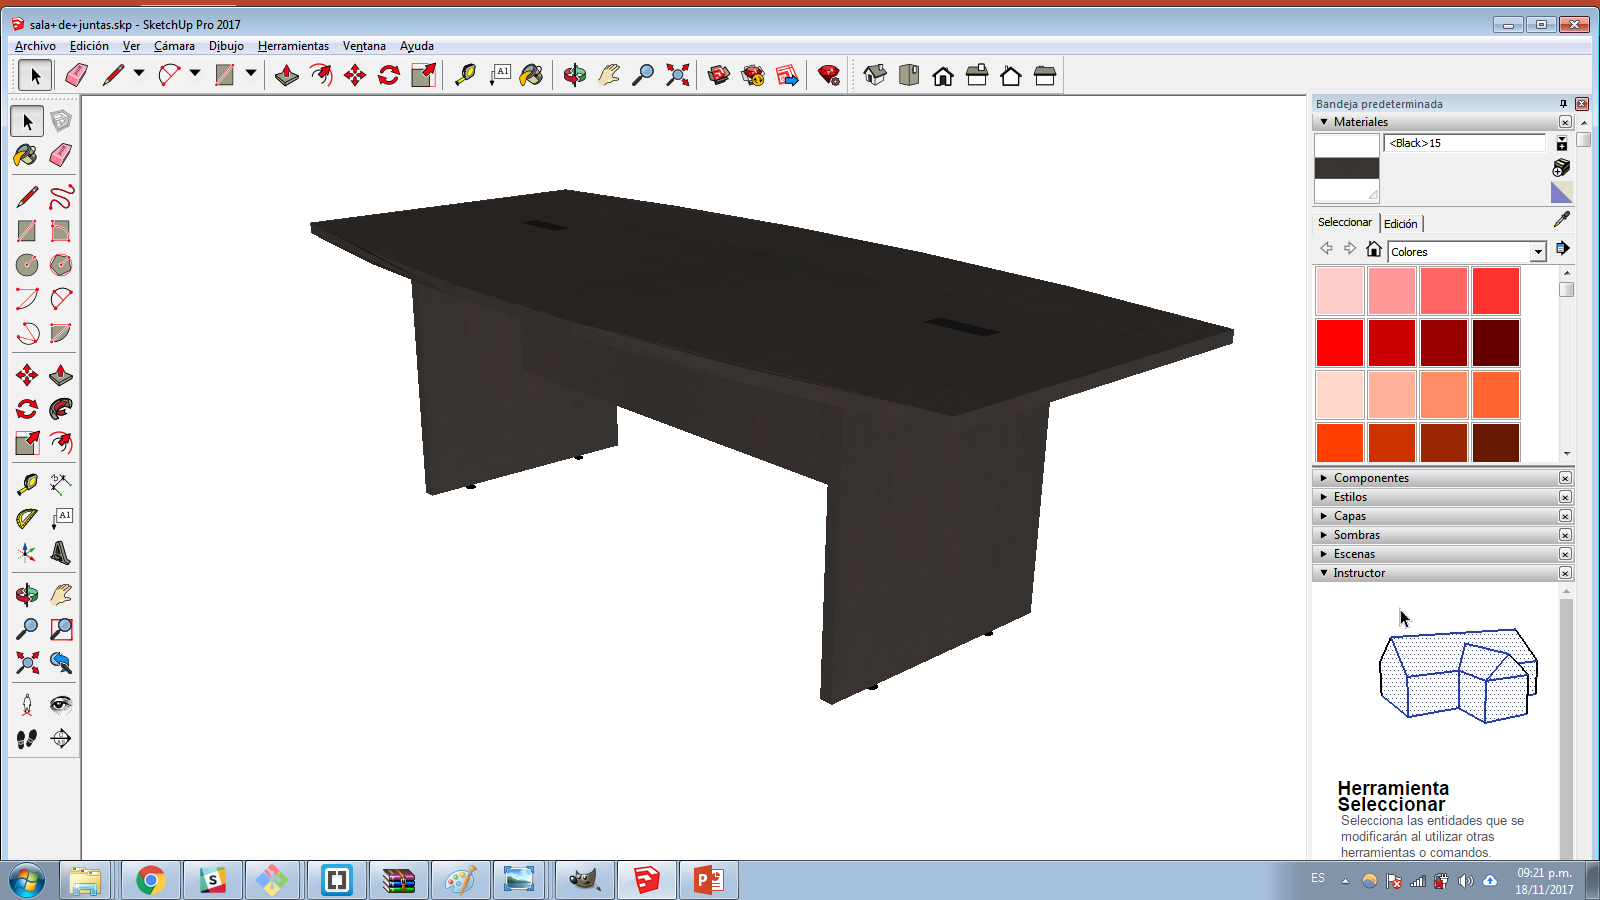 sala+de+juntas.skp - SketchUp Pro 2017
Archivo Edición Ver Cámara Dibujo Herramientas Ventana Ayuda
A1
Bandeja predeterminada
Materiales
<Black>15
Seleccionar Edición
Colores
A1
Componentes
Estilos
Capas
Sombras
Escenas
Instructor
Herramienta
Seleccionar
Selecciona las entidades que se
modificarán al utilizar otras
herramientas o comandos.
ES
09:21 p.m.
18/11/2017